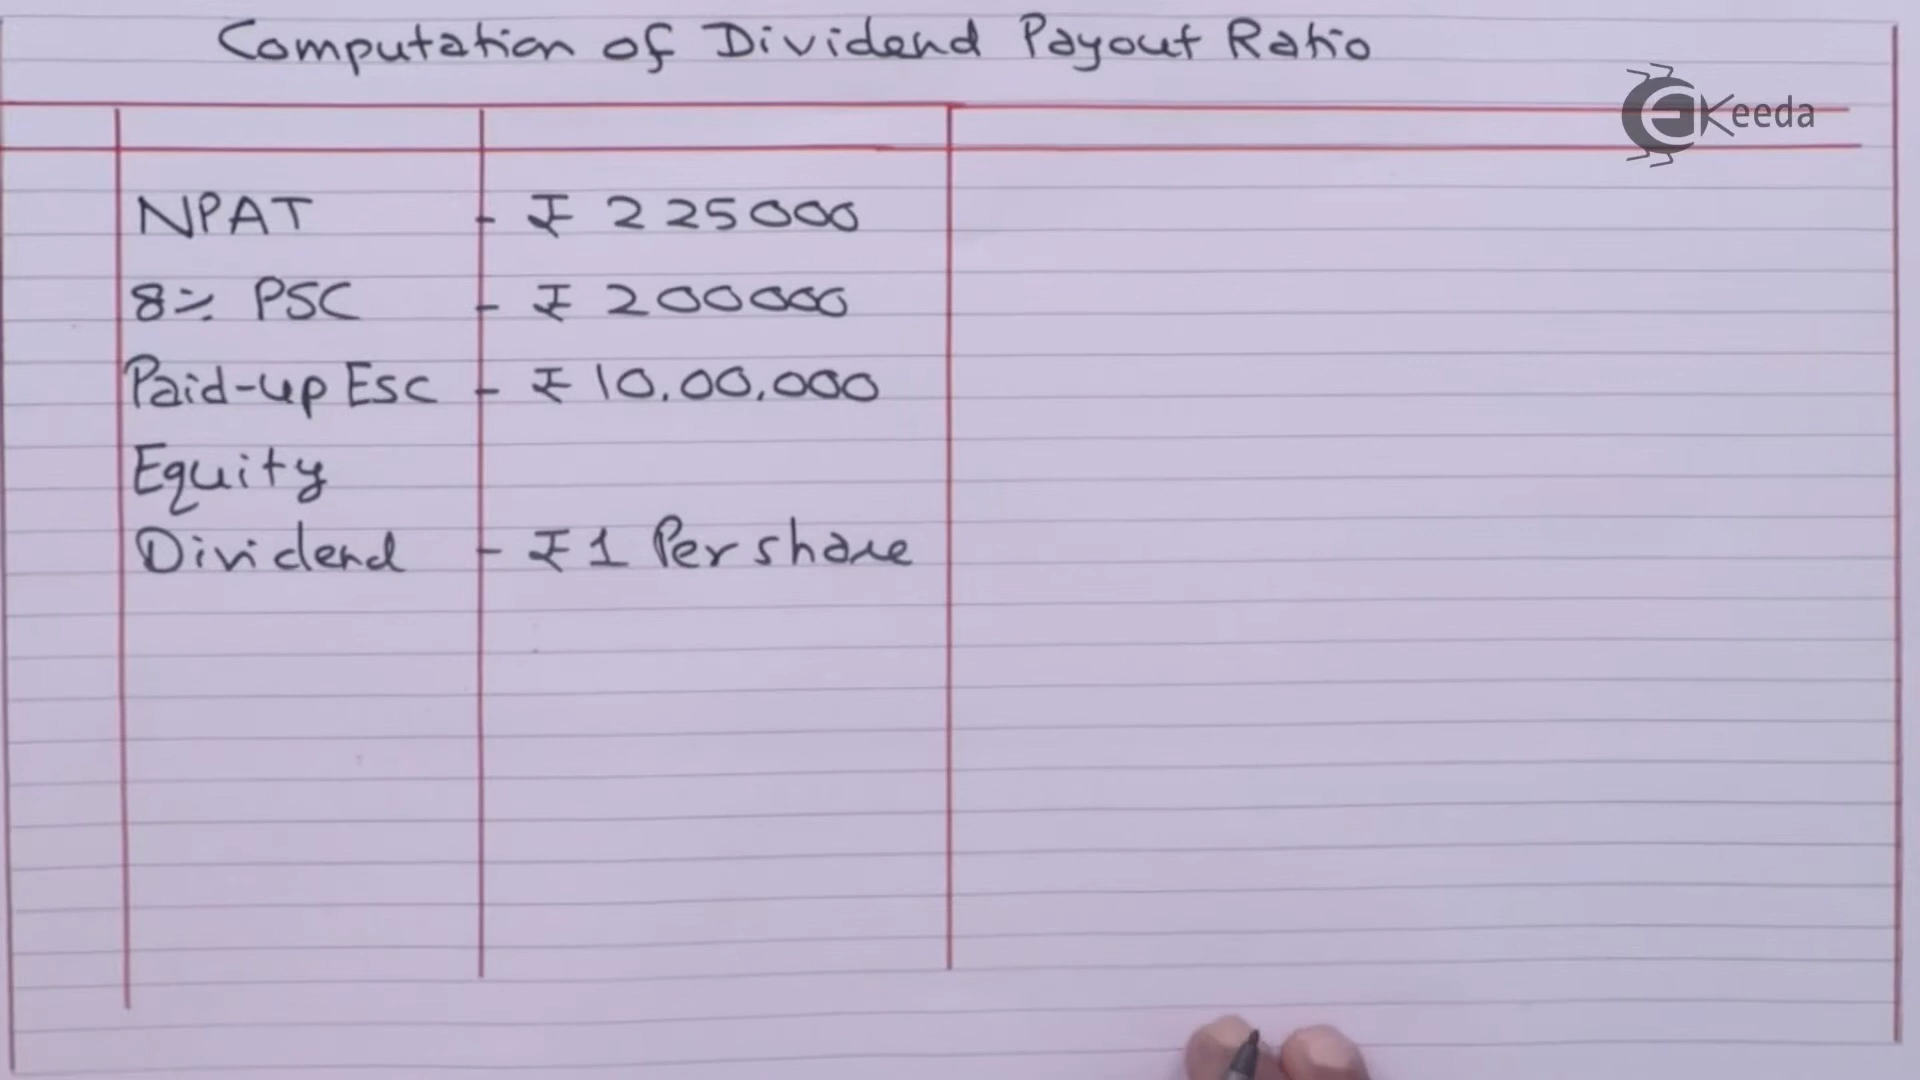 Computation of Dividend Payout Ratio
EKeeda
NPAT - ₹ 225000
8% PSC - ₹ 200000
Paid-up Esc - ₹ 10,00,000
Equity
Dividend - ₹ 1 Per share